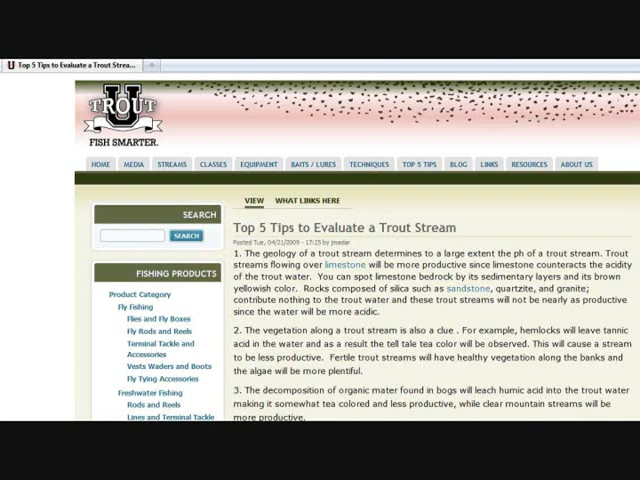 Top 5 Tips to Evaluate a Trout Strea...
U
TROUT
FISH SMARTER.
HOME MEDIA STREAMS CLASSES EQUIPMENT BAITS / LURES TECHNIQUES TOP 5 TIPS BLOG LINKS RESOURCES ABOUT US
VIEW WHAT LINKS HERE
SEARCH
SEARCH
FISHING PRODUCTS
Product Category
Fly Fishing
Flies and Fly Boxes
Fly Rods and Reels
Terminal Tackle and
Accessories
Vests Waders and Boots
Fly Tying Accessories
Freshwater Fishing
Rods and Reels
Lines and Terminal Tackle
Top 5 Tips to Evaluate a Trout Stream
Posted Tue, 04/21/2009 - 17:25 by jmaslar
1. The geology of a trout stream determines to a large extent the ph of a trout stream. Trout
streams flowing over limestone will be more productive since limestone counteracts the acidity
of the trout water. You can spot limestone bedrock by its sedimentary layers and its brown
yellowish color. Rocks composed of silica such as sandstone, quartzite, and granite;
contribute nothing to the trout water and these trout streams will not be nearly as productive
since the water will be more acidic.
2. The vegetation along a trout stream is also a clue . For example, hemlocks will leave tannic
acid in the water and as a result the tell tale tea color will be observed. This will cause a stream
to be less productive. Fertile trout streams will have healthy vegetation along the banks and
the algae will be more plentiful.
3. The decomposition of organic mater found in bogs will leach humic acid into the trout water
making it somewhat tea colored and less productive, while clear mountain streams will be
more productive.